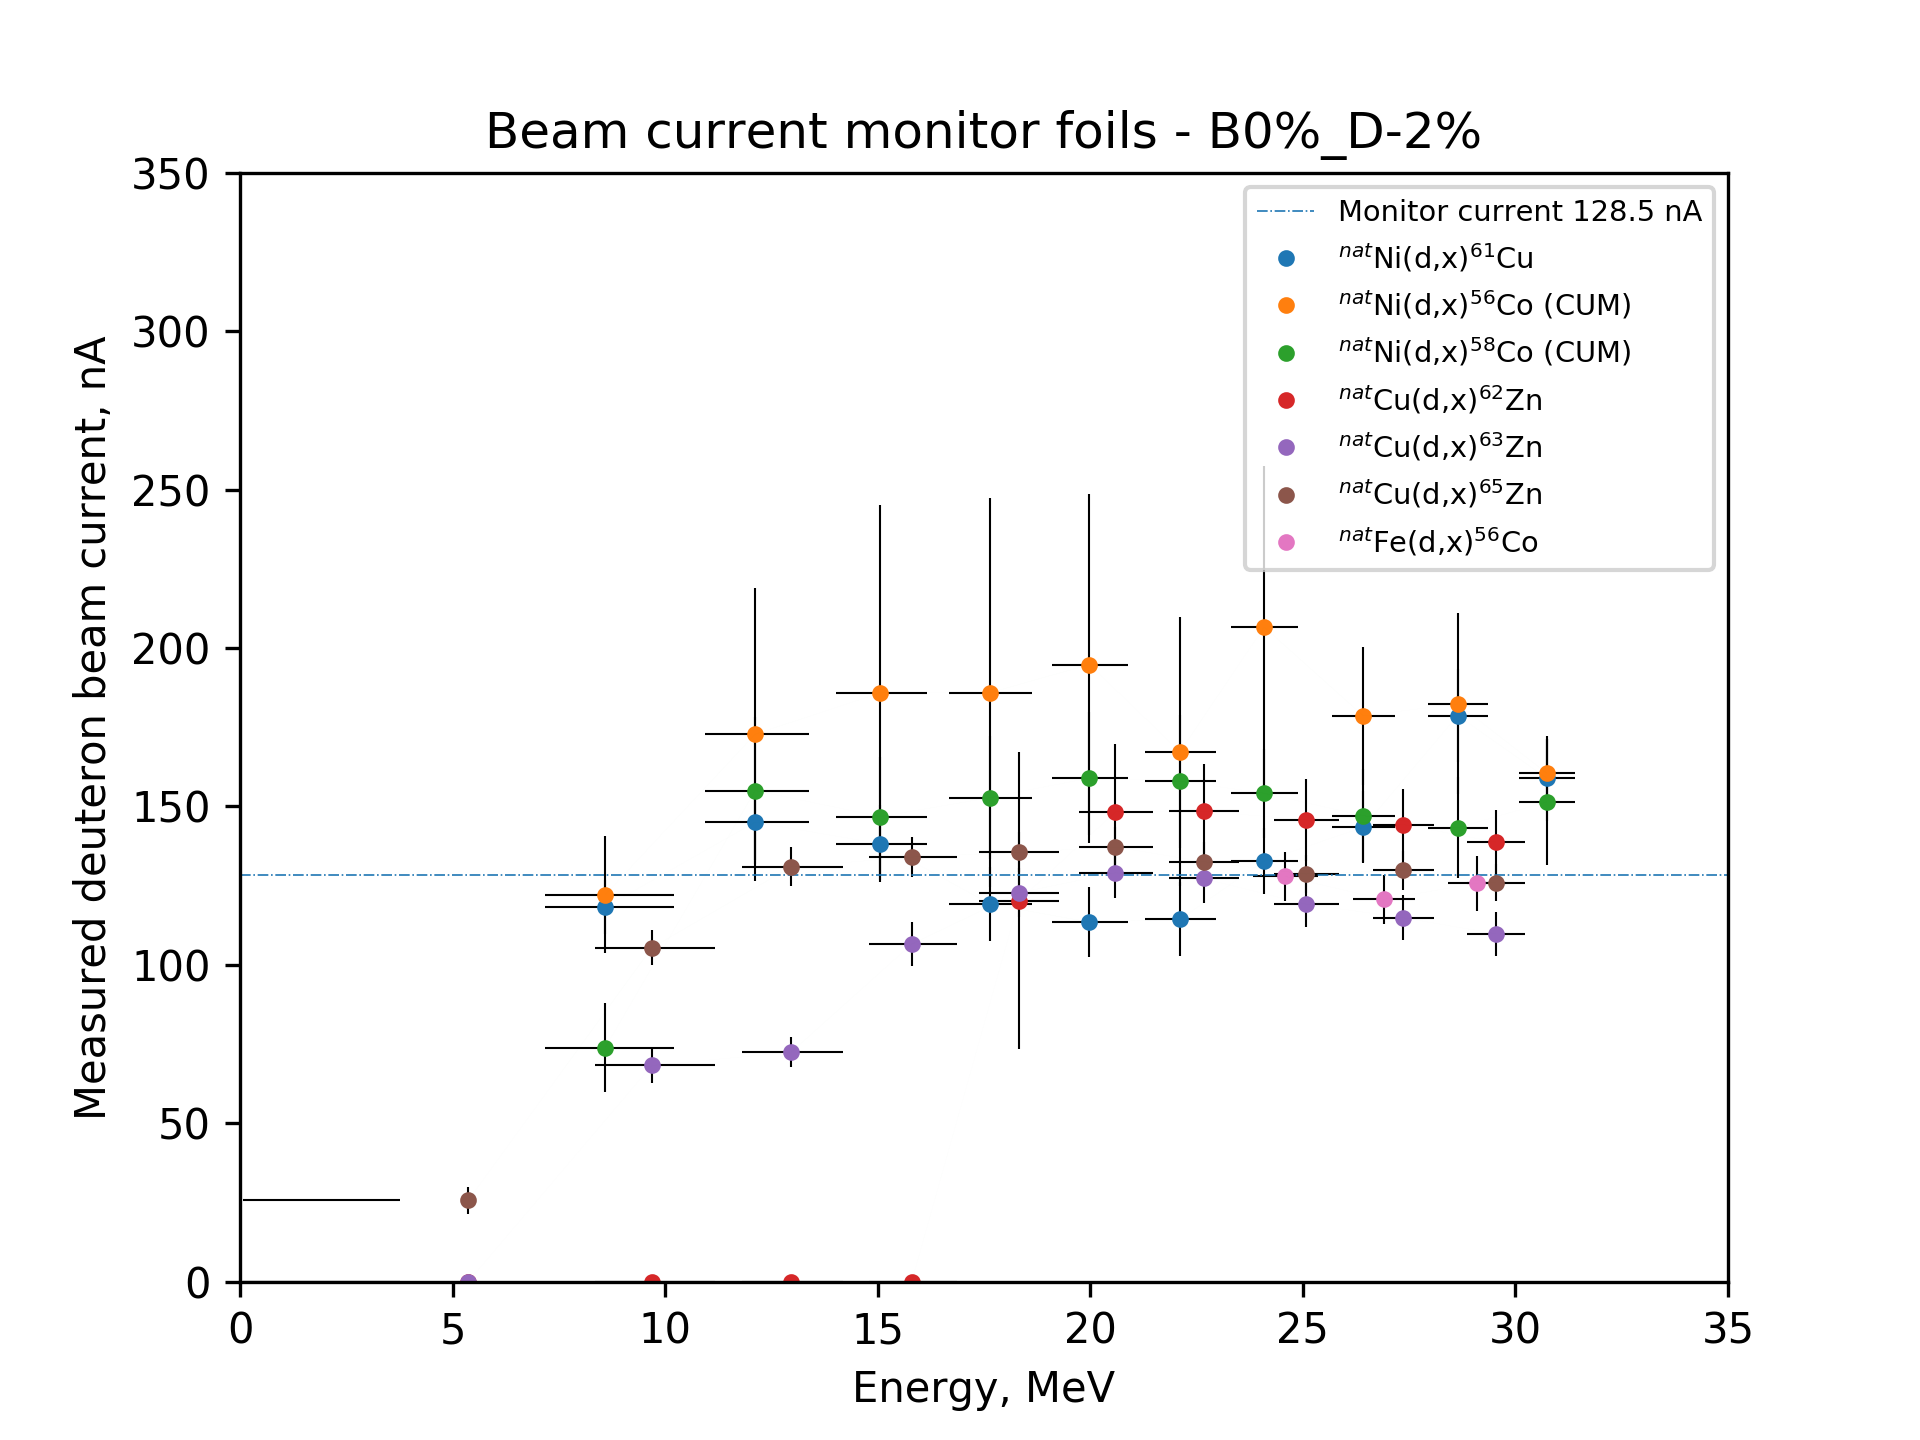 Beam current monitor foils - B0%_D-2%
350
300
250
200
150
100
50
0
Measured deuteron beam current, nA
Monitor current 128.5 nA
ⁿᵃᵗNi(d,x)⁶¹Cu
ⁿᵃᵗNi(d,x)⁵⁶Co (CUM)
ⁿᵃᵗNi(d,x)⁵⁸Co (CUM)
ⁿᵃᵗCu(d,x)⁶²Zn
ⁿᵃᵗCu(d,x)⁶³Zn
ⁿᵃᵗCu(d,x)⁶⁵Zn
ⁿᵃᵗFe(d,x)⁵⁶Co
0 5 10 15 20 25 30 35
Energy, MeV